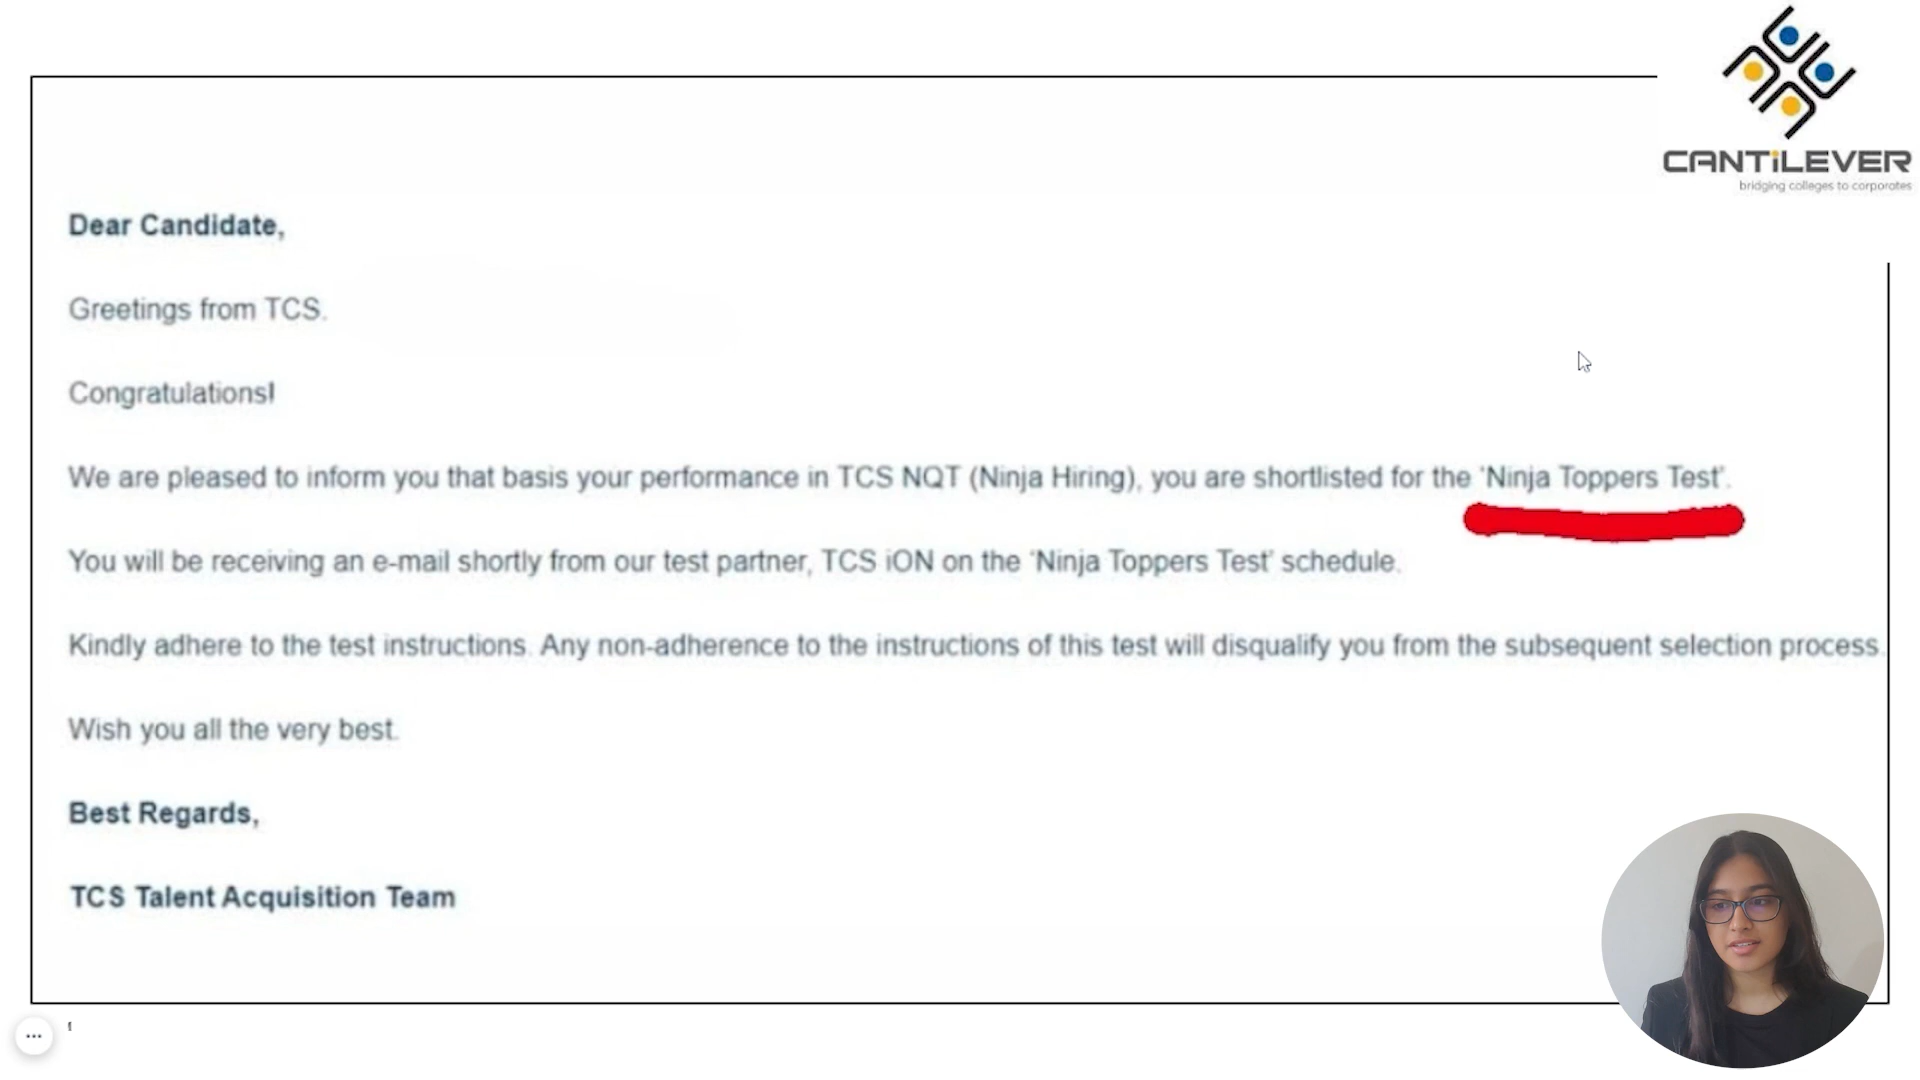 CANTiLEVER
bridging colleges to corporates
Dear Candidate,
Greetings from TCS.
Congratulations!
We are pleased to inform you that basis your performance in TCS NQT (Ninja Hiring), you are shortlisted for the 'Ninja Toppers Test'.
You will be receiving an e-mail shortly from our test partner, TCS iON on the 'Ninja Toppers Test' schedule.
Kindly adhere to the test instructions. Any non-adherence to the instructions of this test will disqualify you from the subsequent selection process.
Wish you all the very best.
Best Regards,
TCS Talent Acquisition Team